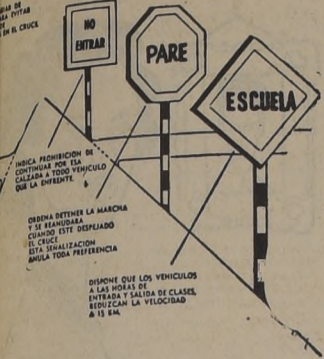 ARA EVITAR
EN EL CRUCE
NO
ENTRAR
PARE
ESCUELA
INDICA PROHIBICION DE
CONTINUAR POR ESA
CALZADA A TODO VEHICULO
QUE LA ENFRENTE.
ORDENA DETENER LA MARCHA
Y SE REANUDARA
CUANDO ESTE DESPEJADO
EL CRUCE
ESTA SEÑALIZACION
ANULA TODA PREFERENCIA
DISPONE QUE LOS VEHICULOS
A LAS HORAS DE
ENTRADA Y SALIDA DE CLASES,
REDUZCAN LA VELOCIDAD
A 15 KM.